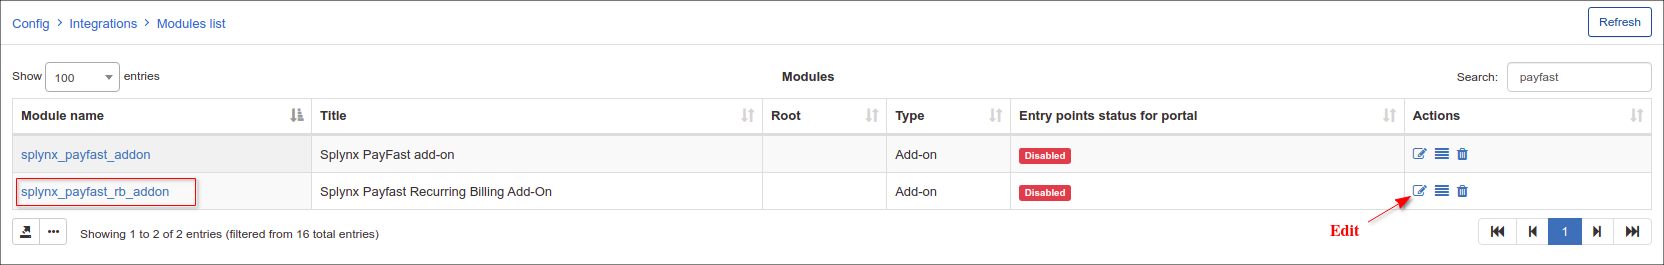 Config > Integrations > Modules list
Refresh
Show 100 entries
Modules
Search: payfast
Module name Title Root Type Entry points status for portal Actions
splynx_payfast_addon Splynx PayFast add-on Add-on Disabled
splynx_payfast_rb_addon Splynx Payfast Recurring Billing Add-On Add-on Disabled
Edit
Showing 1 to 2 of 2 entries (filtered from 16 total entries)
1